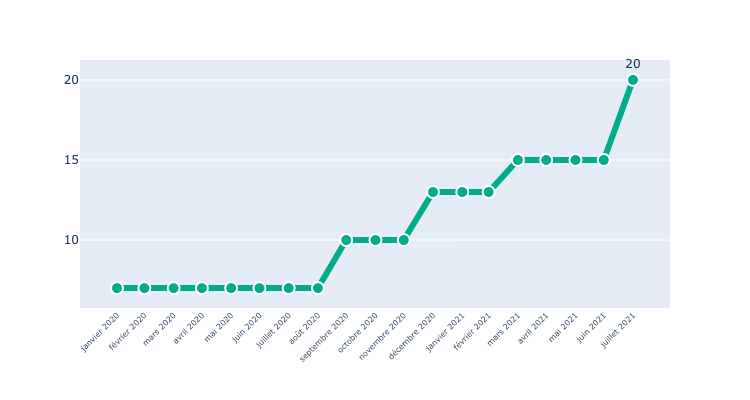 20
20
15
10
janvier 2020
février 2020
mars 2020
avril 2020
mai 2020
juin 2020
juillet 2020
août 2020
septembre 2020
octobre 2020
novembre 2020
décembre 2020
janvier 2021
février 2021
mars 2021
avril 2021
mai 2021
juin 2021
juillet 2021